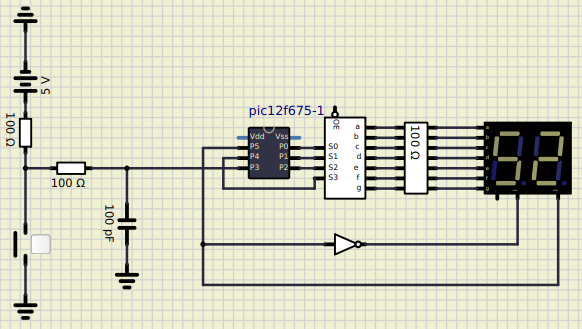 5 V
100 Ω
100 Ω
100 pF
pic12f675-1
Vdd Vss
P5 P0
P4 P1
P3 P2
OE
S0
S1
S2
S3
a
b
c
d
e
f
g
100 Ω
a
b
c
d
e
f
g